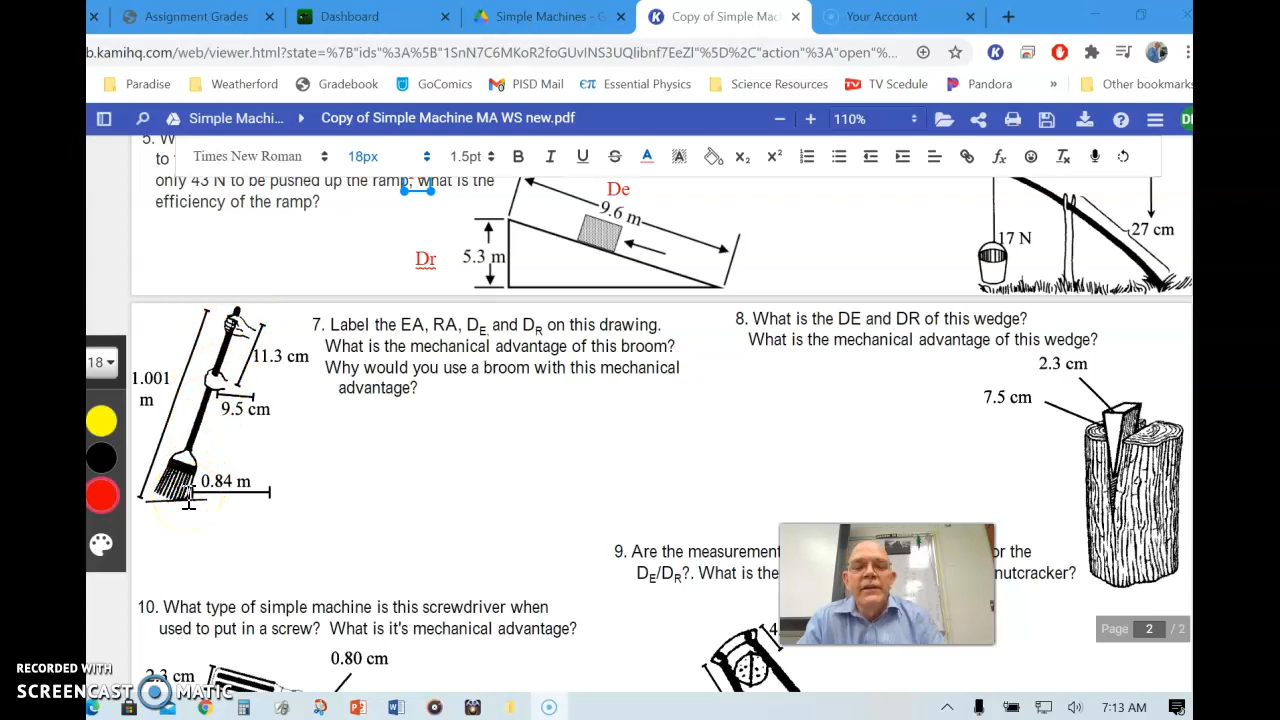 Assignment Grades
Dashboard
Simple Machines - G
Copy of Simple Mac
Your Account
b.kamihq.com/web/viewer.html?state=%7B"ids"%3A%5B"1SnN7C6MKoR2foGUvINS3UQlibnf7EeZl"%5D%2C"action"%3A"open"...
Paradise
Weatherford
Gradebook
GoComics
PISD Mail
Essential Physics
Science Resources
TV Scedule
Pandora
»
Other bookmarks
Simple Machi...
Copy of Simple Machine MA WS new.pdf
110%
Times New Roman
18px
1.5pt
only 43 N to be pushed up the ramp, what is the
efficiency of the ramp?
De
9.6 m
Dr
5.3 m
17 N
27 cm
7. Label the EA, RA, DE, and DR on this drawing.
What is the mechanical advantage of this broom?
Why would you use a broom with this mechanical
advantage?
11.3 cm
1.001
m
9.5 cm
0.84 m
8. What is the DE and DR of this wedge?
What is the mechanical advantage of this wedge?
2.3 cm
7.5 cm
18
9. Are the measurement
or the
DE/DR?. What is the
nutcracker?
10. What type of simple machine is this screwdriver when
used to put in a screw? What is it's mechanical advantage?
2.3 cm
0.80 cm
4
Page 2 / 2
RECORDED WITH
SCREENCAST MATIC
7:13 AM